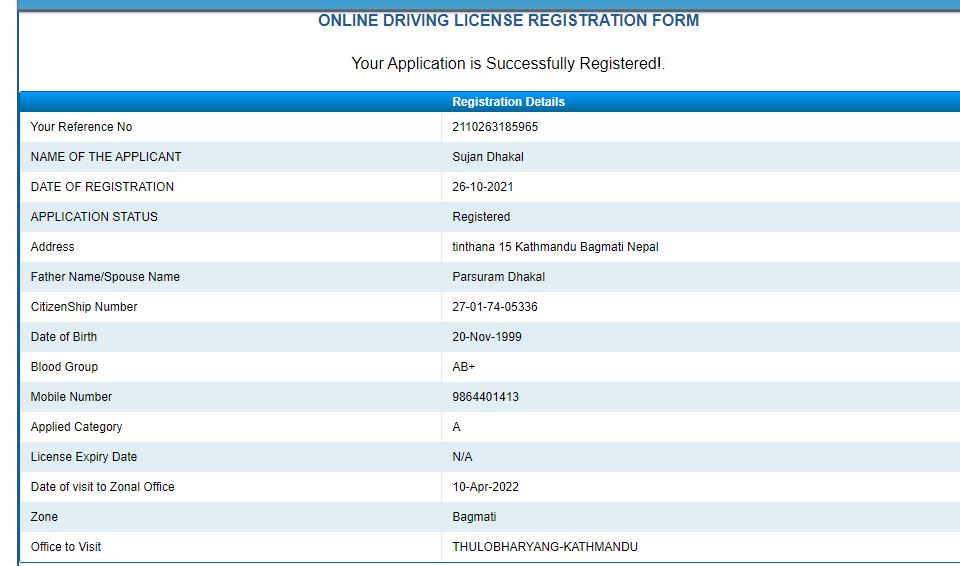 ONLINE DRIVING LICENSE REGISTRATION FORM
Your Application is Successfully Registered!.
Registration Details
Your Reference No 2110263185965
NAME OF THE APPLICANT Sujan Dhakal
DATE OF REGISTRATION 26-10-2021
APPLICATION STATUS Registered
Address tinthana 15 Kathmandu Bagmati Nepal
Father Name/Spouse Name Parsuram Dhakal
CitizenShip Number 27-01-74-05336
Date of Birth 20-Nov-1999
Blood Group AB+
Mobile Number 9864401413
Applied Category A
License Expiry Date N/A
Date of visit to Zonal Office 10-Apr-2022
Zone Bagmati
Office to Visit THULOBHARYANG-KATHMANDU